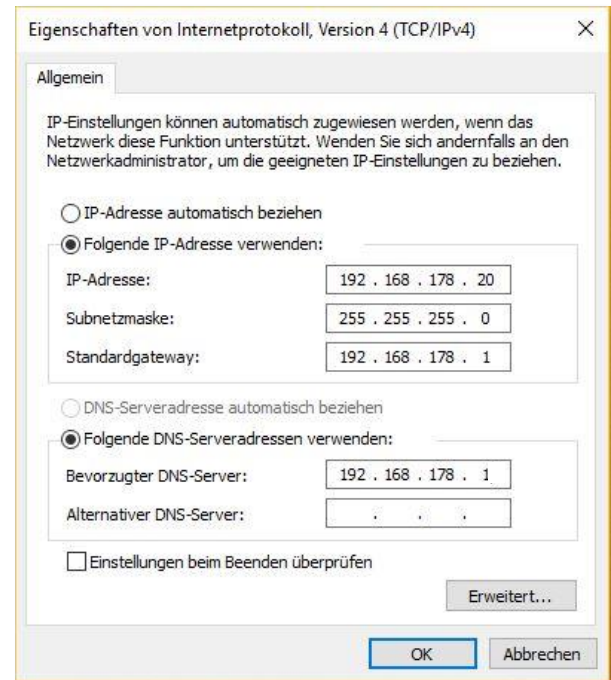 Eigenschaften von Internetprotokoll, Version 4 (TCP/IPv4)
Allgemein
IP-Einstellungen können automatisch zugewiesen werden, wenn das
Netzwerk diese Funktion unterstützt. Wenden Sie sich andernfalls an den
Netzwerkadministrator, um die geeigneten IP-Einstellungen zu beziehen.
IP-Adresse automatisch beziehen
Folgende IP-Adresse verwenden:
IP-Adresse: 192 . 168 . 178 . 20
Subnetzmaske: 255 . 255 . 255 . 0
Standardgateway: 192 . 168 . 178 . 1
DNS-Serveradresse automatisch beziehen
Folgende DNS-Serveradressen verwenden:
Bevorzugter DNS-Server: 192 . 168 . 178 . 1
Alternativer DNS-Server: . . .
Einstellungen beim Beenden überprüfen
Erweitert...
OK Abbrechen